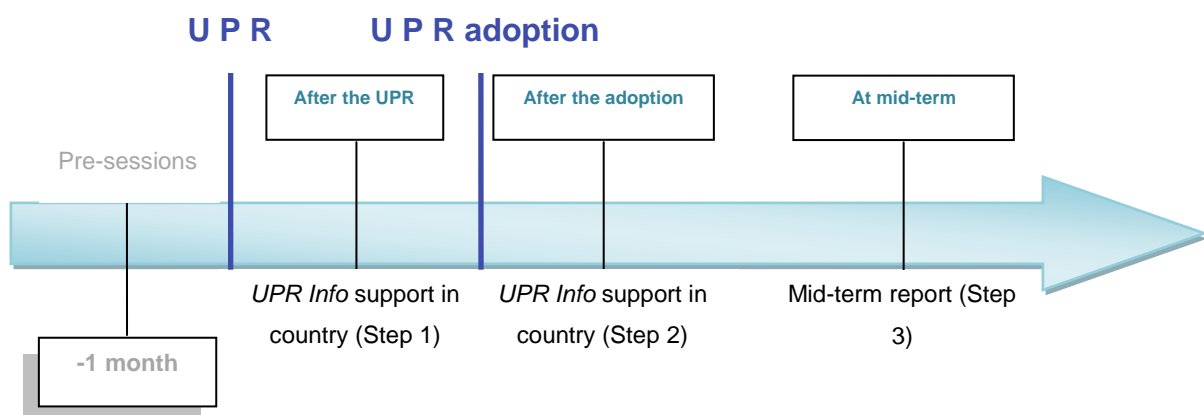 U P R
U P R adoption
After the UPR
After the adoption
At mid-term
Pre-sessions
UPR Info support in
country (Step 1)
UPR Info support in
country (Step 2)
Mid-term report (Step
3)
-1 month